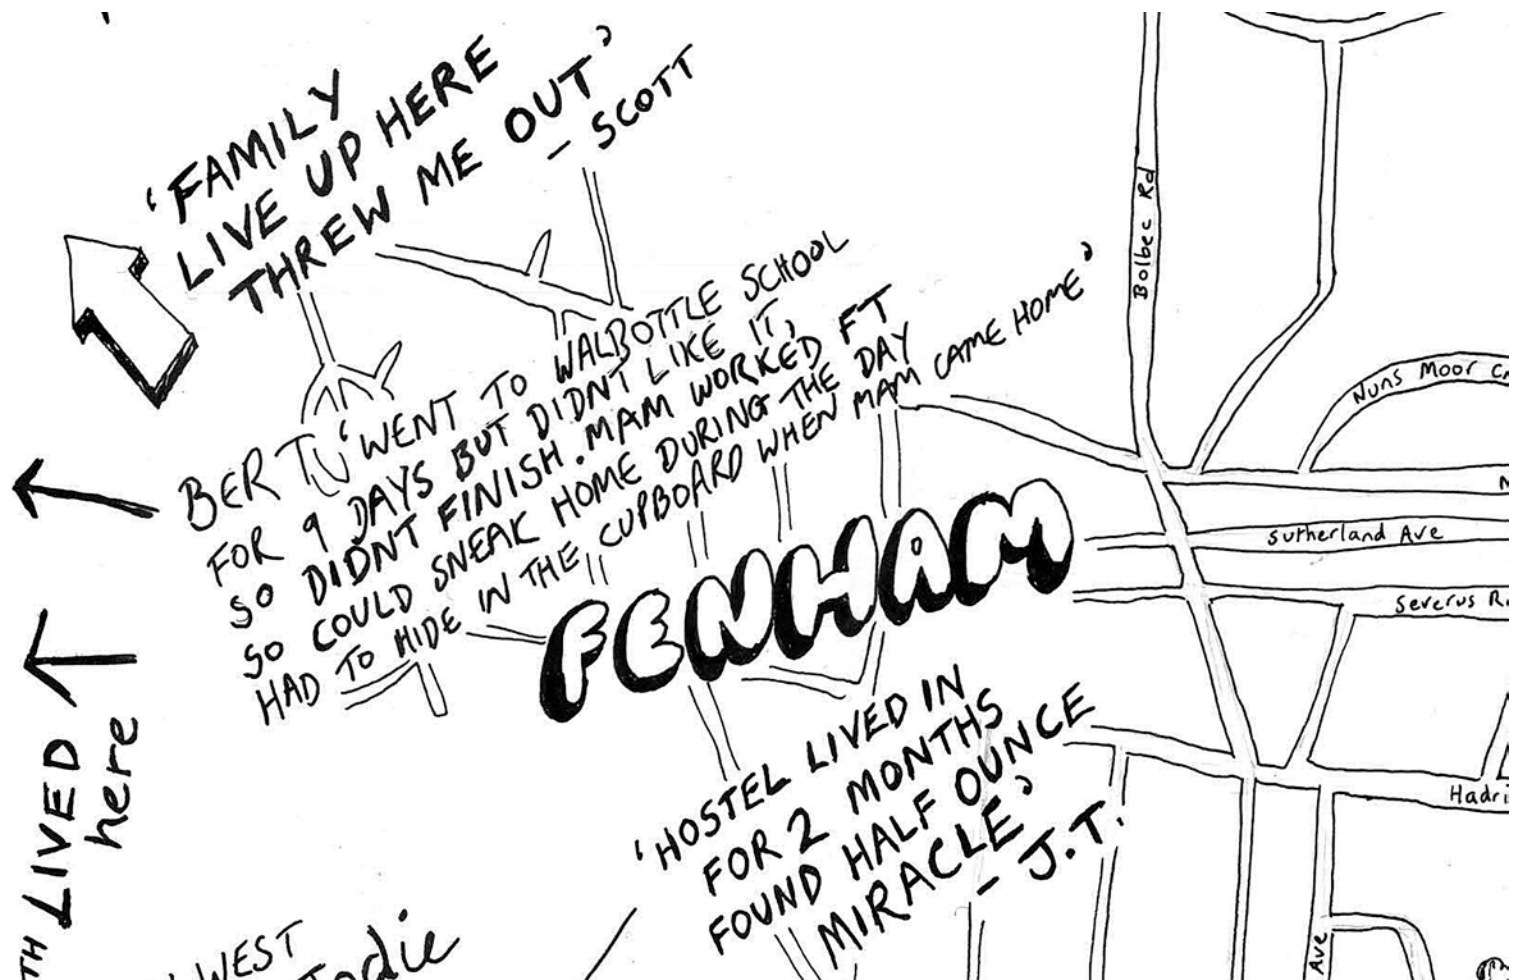 'FAMILY
LIVE UP HERE
THREW ME OUT'
- SCOTT
BERT 'WENT TO WALBOTTLE SCHOOL
FOR 9 DAYS BUT DIDNT LIKE IT,
SO DIDNT FINISH. MAM WORKED FT
SO COULD SNEAK HOME DURING THE DAY
HAD TO HIDE IN THE CUPBOARD WHEN MAM CAME HOME'
FENHAM
'HOSTEL LIVED IN
FOR 2 MONTHS
FOUND HALF OUNCE
MIRACLE'
- J.T.
Bolbec Rd
Nuns Moor
Sutherland Ave
Severus
LIVED
here
WEST
Jodie
Ave